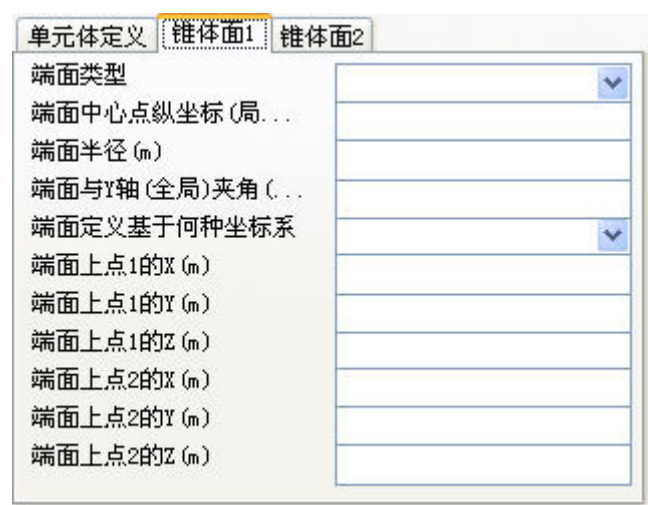 单元体定义 锥体面1 锥体面2
端面类型
端面中心点纵坐标(局...
端面半径(m)
端面与Y轴(全局)夹角(...
端面定义基于何种坐标系
端面上点1的X(m)
端面上点1的Y(m)
端面上点1的Z(m)
端面上点2的X(m)
端面上点2的Y(m)
端面上点2的Z(m)